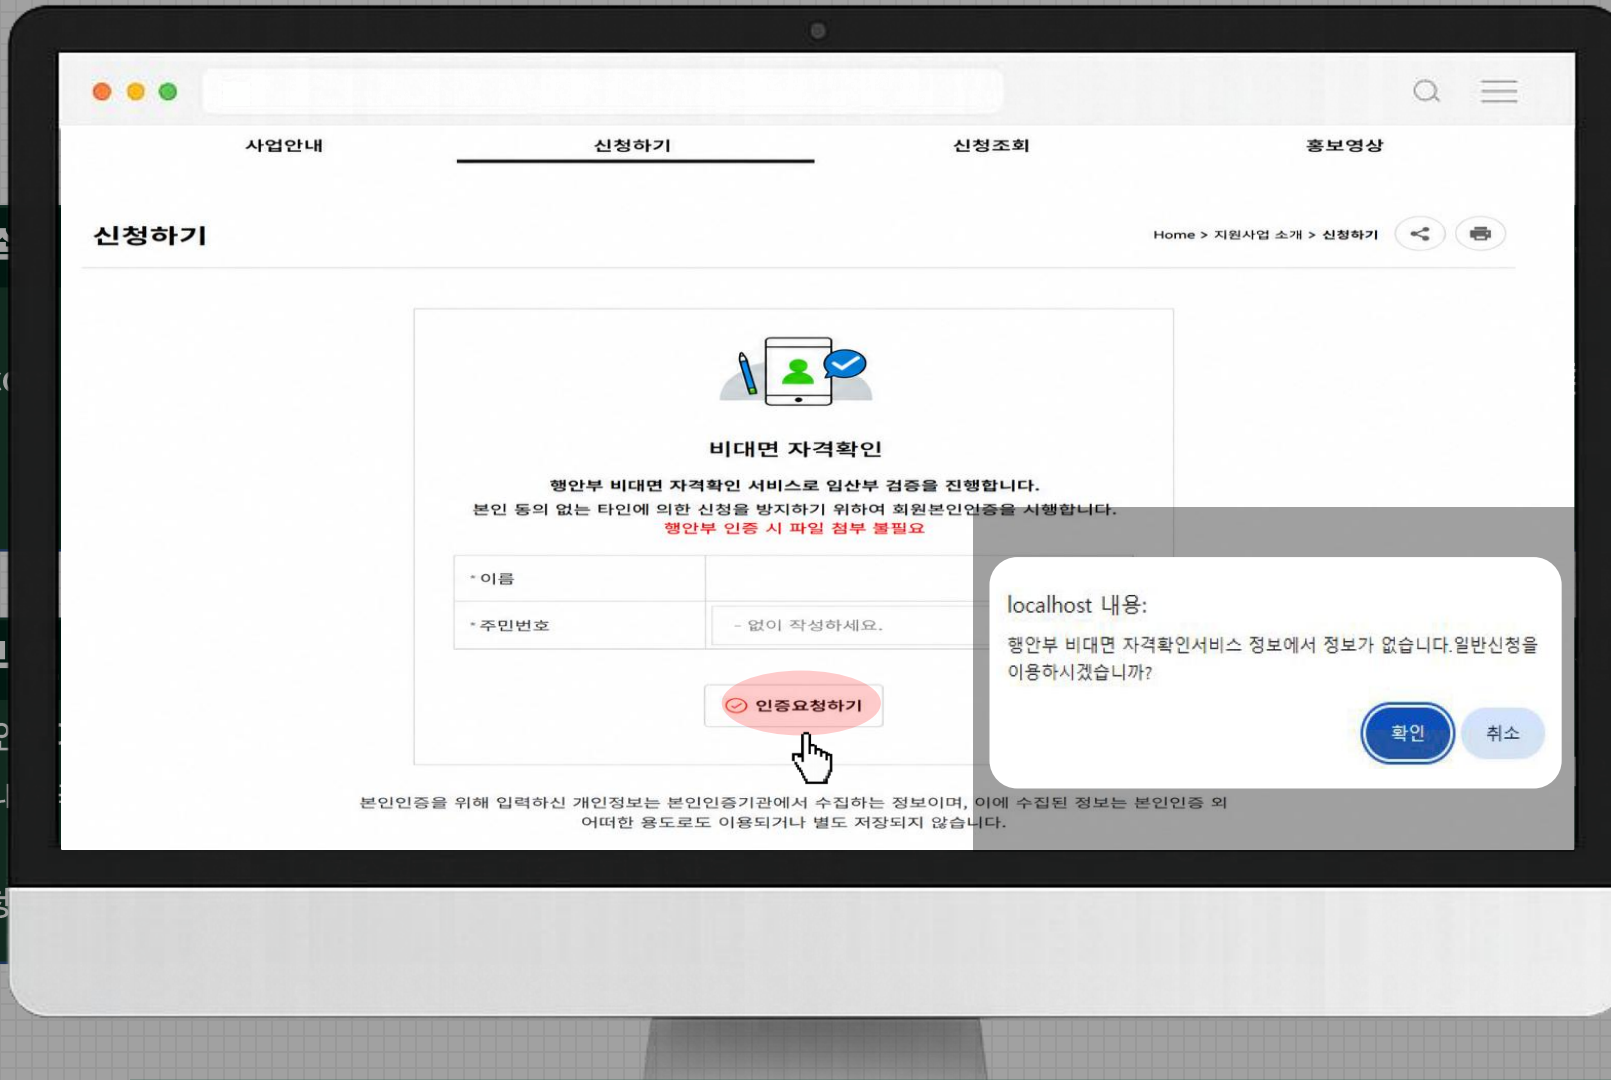 사업안내
신청하기
신청조회
홍보영상
신청하기
Home > 지원사업 소개 > 신청하기
비대면 자격확인
행안부 비대면 자격확인 서비스로 임산부 검증을 진행합니다.
본인 동의 없는 타인에 의한 신청을 방지하기 위하여 회원본인인증을 시행합니다.
행안부 인증 시 파일 첨부 불필요
* 이름
* 주민번호
- 없이 작성하세요.
인증요청하기
본인인증을 위해 입력하신 개인정보는 본인인증기관에서 수집하는 정보이며, 이에 수집된 정보는 본인인증 외
어떠한 용도로도 이용되거나 별도 저장되지 않습니다.
localhost 내용:
행안부 비대면 자격확인서비스 정보에서 정보가 없습니다.일반신청을
이용하시겠습니까?
확인
취소